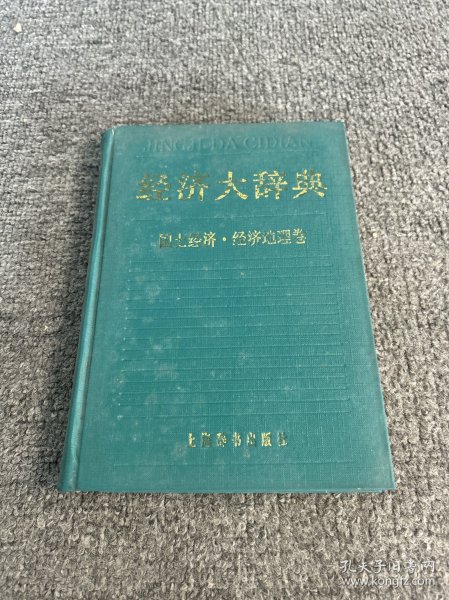 JINGJI DA CIDIAN
经济大辞典
国土经济·经济地理卷
上海辞书出版社
孔夫子旧书网
www.kongfz.com